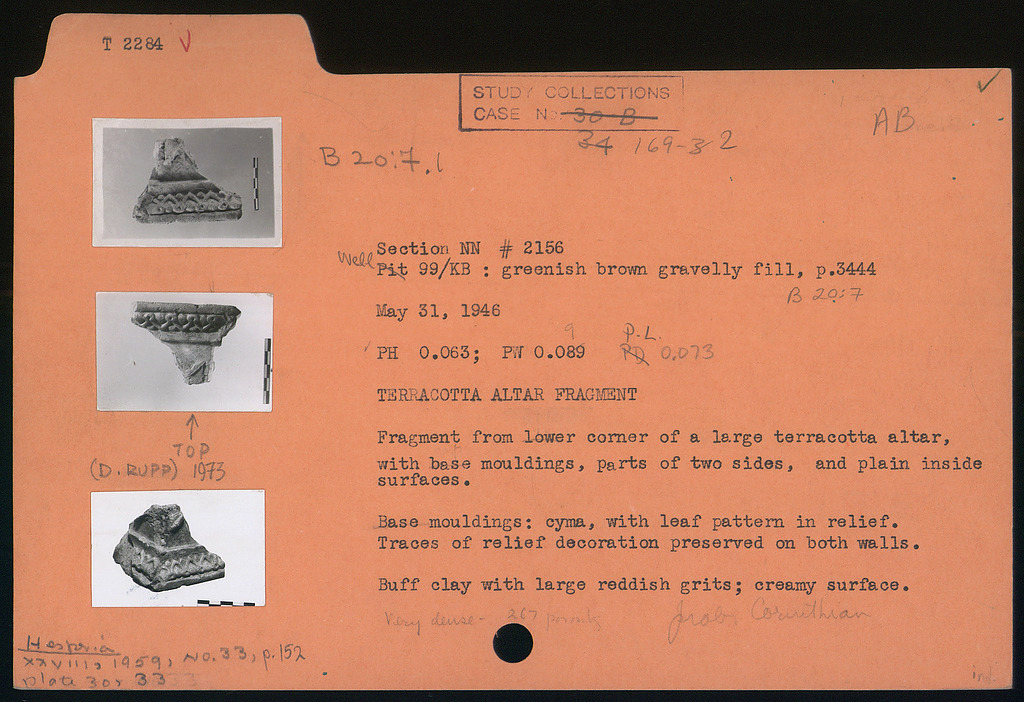 T 2284 V
STUDY COLLECTIONS
CASE No 30-B
34 169-3 2
AB
B 20:7.1
Section NN # 2156
Well Pit 99/KB : greenish brown gravelly fill, p.3444
B 20:7
May 31, 1946
9 P.L.
PH 0.063; PW 0.089 PD 0.073
TERRACOTTA ALTAR FRAGMENT
↑
TOP
(D. RUPP) 1973
Fragment from lower corner of a large terracotta altar,
with base mouldings, parts of two sides, and plain inside
surfaces.
Base mouldings: cyma, with leaf pattern in relief.
Traces of relief decoration preserved on both walls.
Buff clay with large reddish grits; creamy surface.
Very dense - 267 Prob. Corinthian
Hesperia
XXVIII, 1959, No. 33, p. 152
plate 30, 33